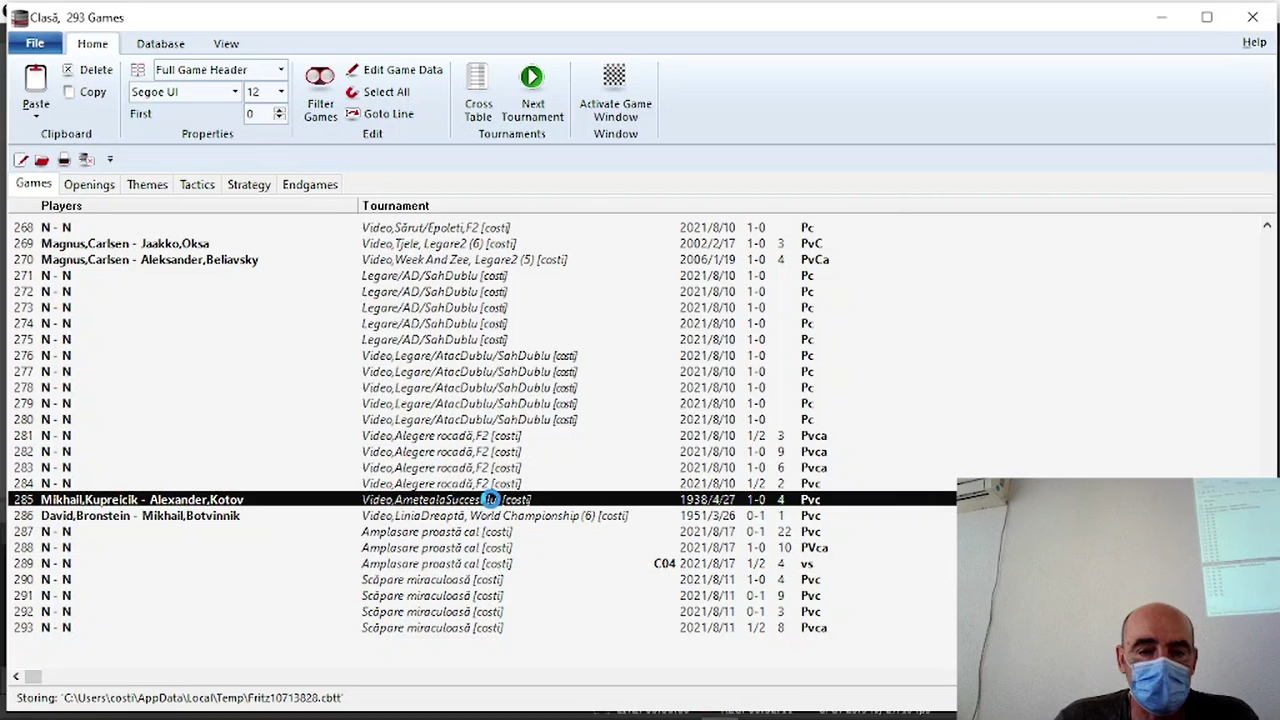 Clasă, 293 Games
File Home Database View Help
Paste
Delete
Copy
Clipboard
Full Game Header
Segoe UI 12
First 0
Properties
Filter Games
Edit Game Data
Select All
Goto Line
Edit
Cross Table
Next Tournament
Tournaments
Activate Game Window
Window
Games Openings Themes Tactics Strategy Endgames
Players Tournament
268 N - N Video,Sărut/Epoleti,F2 [costi] 2021/8/10 1-0 Pc
269 Magnus,Carlsen - Jaakko,Oksa Video,Tjele, Legare2 (6) [costi] 2002/2/17 1-0 3 PvC
270 Magnus,Carlsen - Aleksander,Beliavsky Video,Week And Zee, Legare2 (5) [costi] 2006/1/19 1-0 4 PvCa
271 N - N Legare/AD/SahDublu [costi] 2021/8/10 1-0 Pc
272 N - N Legare/AD/SahDublu [costi] 2021/8/10 1-0 Pc
273 N - N Legare/AD/SahDublu [costi] 2021/8/10 1-0 Pc
274 N - N Legare/AD/SahDublu [costi] 2021/8/10 1-0 Pc
275 N - N Legare/AD/SahDublu [costi] 2021/8/10 1-0 Pc
276 N - N Video,Legare/AtacDublu/SahDublu [costi] 2021/8/10 1-0 Pc
277 N - N Video,Legare/AtacDublu/SahDublu [costi] 2021/8/10 1-0 Pc
278 N - N Video,Legare/AtacDublu/SahDublu [costi] 2021/8/10 1-0 Pc
279 N - N Video,Legare/AtacDublu/SahDublu [costi] 2021/8/10 1-0 Pc
280 N - N Video,Legare/AtacDublu/SahDublu [costi] 2021/8/10 1-0 Pc
281 N - N Video,Alegere rocadă,F2 [costi] 2021/8/10 1/2 3 Pvca
282 N - N Video,Alegere rocadă,F2 [costi] 2021/8/10 1-0 9 Pvca
283 N - N Video,Alegere rocadă,F2 [costi] 2021/8/10 1-0 6 Pvca
284 N - N Video,Alegere rocadă,F2 [costi] 2021/8/10 1/2 2 Pvc
285 Mikhail,Kupreicik - Alexander,Kotov [costi] 1938/4/27 1-0 4 Pvc
286 David,Bronstein - Mikhail,Botvinnik Video,LiniaDreaptă, World Championship (6) [costi] 1951/3/26 0-1 1 Pvc
287 N - N Amplasare proastă cal [costi] 2021/8/17 0-1 22 Pvc
288 N - N Amplasare proastă cal [costi] 2021/8/17 1-0 10 PVca
289 N - N Amplasare proastă cal [costi] C04 2021/8/17 1/2 4 vs
290 N - N Scăpare miraculoasă [costi] 2021/8/11 1-0 4 Pvc
291 N - N Scăpare miraculoasă [costi] 2021/8/11 0-1 9 Pvc
292 N - N Scăpare miraculoasă [costi] 2021/8/11 0-1 3 Pvc
293 N - N Scăpare miraculoasă [costi] 2021/8/11 1/2 8 Pvca
Storing: 'C:\Users\costi\AppData\Local\Temp\Fritz10713828.cbtt'